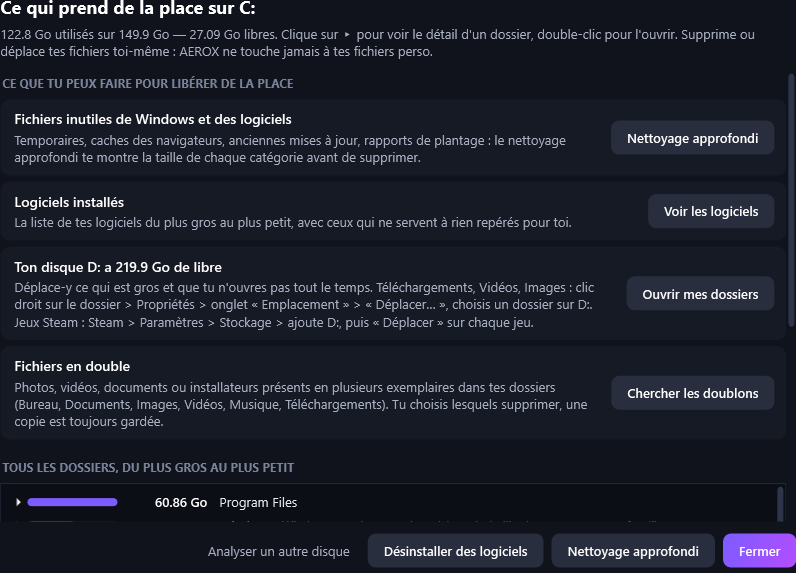 Ce qui prend de la place sur C:
122.8 Go utilisés sur 149.9 Go — 27.09 Go libres. Clique sur ‣ pour voir le détail d'un dossier, double-clic pour l'ouvrir. Supprime ou
déplace tes fichiers toi-même : AEROX ne touche jamais à tes fichiers perso.
CE QUE TU PEUX FAIRE POUR LIBÉRER DE LA PLACE
Fichiers inutiles de Windows et des logiciels
Temporaires, caches des navigateurs, anciennes mises à jour, rapports de plantage : le nettoyage
approfondi te montre la taille de chaque catégorie avant de supprimer.
Nettoyage approfondi
Logiciels installés
La liste de tes logiciels du plus gros au plus petit, avec ceux qui ne servent à rien repérés pour toi.
Voir les logiciels
Ton disque D: a 219.9 Go de libre
Déplace-y ce qui est gros et que tu n'ouvres pas tout le temps. Téléchargements, Vidéos, Images : clic
droit sur le dossier > Propriétés > onglet « Emplacement » > « Déplacer... », choisis un dossier sur D:.
Jeux Steam : Steam > Paramètres > Stockage > ajoute D:, puis « Déplacer » sur chaque jeu.
Ouvrir mes dossiers
Fichiers en double
Photos, vidéos, documents ou installateurs présents en plusieurs exemplaires dans tes dossiers
(Bureau, Documents, Images, Vidéos, Musique, Téléchargements). Tu choisis lesquels supprimer, une
copie est toujours gardée.
Chercher les doublons
TOUS LES DOSSIERS, DU PLUS GROS AU PLUS PETIT
60.86 Go Program Files
Analyser un autre disque
Désinstaller des logiciels
Nettoyage approfondi
Fermer